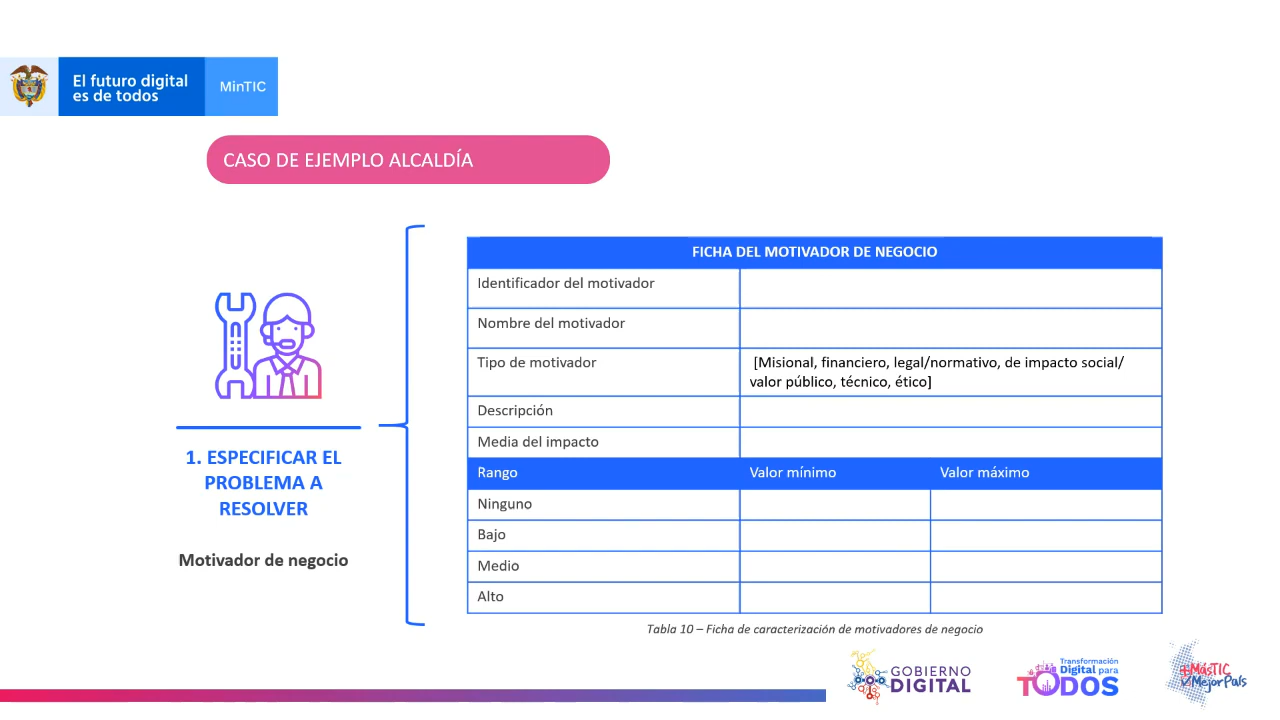 El futuro digital
es de todos
MinTIC
CASO DE EJEMPLO ALCALDÍA
FICHA DEL MOTIVADOR DE NEGOCIO
Identificador del motivador
Nombre del motivador
Tipo de motivador
[Misional, financiero, legal/normativo, de impacto social/
valor público, técnico, ético]
Descripción
Media del impacto
Rango Valor mínimo Valor máximo
Ninguno
Bajo
Medio
Alto
1. ESPECIFICAR EL
PROBLEMA A
RESOLVER
Motivador de negocio
Tabla 10 – Ficha de caracterización de motivadores de negocio
GOBIERNO
DIGITAL
Transformación
Digital para
TODOS
+MásTIC
MejorPaís